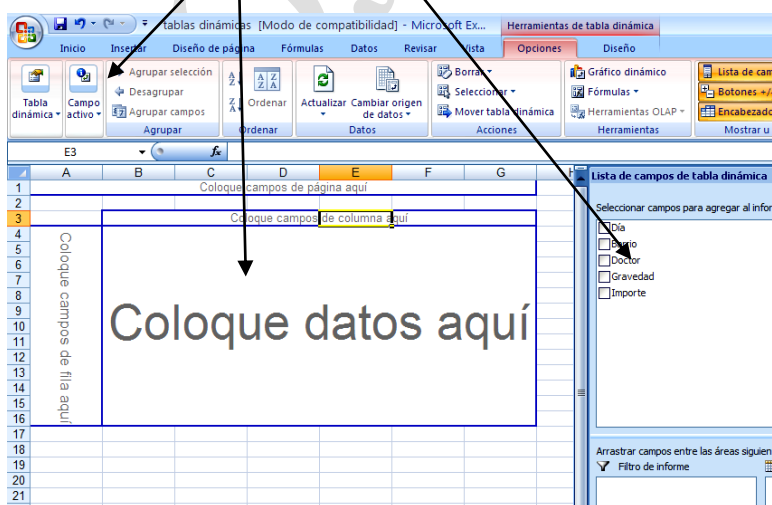 tablas dinámicas [Modo de compatibilidad] - Microsoft Ex... Herramientas de tabla dinámica
Inicio Insertar Diseño de página Fórmulas Datos Revisar Vista Opciones Diseño
Tabla dinámica
Campo activo
Agrupar selección
Desagrupar
Agrupar campos
Agrupar
Ordenar
Ordenar
Actualizar
Cambiar origen de datos
Datos
Borrar
Seleccionar
Mover tabla dinámica
Acciones
Gráfico dinámico
Fórmulas
Herramientas OLAP
Herramientas
Lista de cam
Botones +/-
Encabezado
Mostrar u
E3 fx
A B C D E F G
1 Coloque campos de página aquí
2
3 Coloque campos de columna aquí
4
5
6
7
8
9
10
11
12
13
14
15
16
17
18
19
20
21
Coloque campos de fila aquí
Coloque datos aquí
Lista de campos de tabla dinámica
Seleccionar campos para agregar al infor
Día
Barrio
Doctor
Gravedad
Importe
Arrastrar campos entre las áreas siguien
Filtro de informe